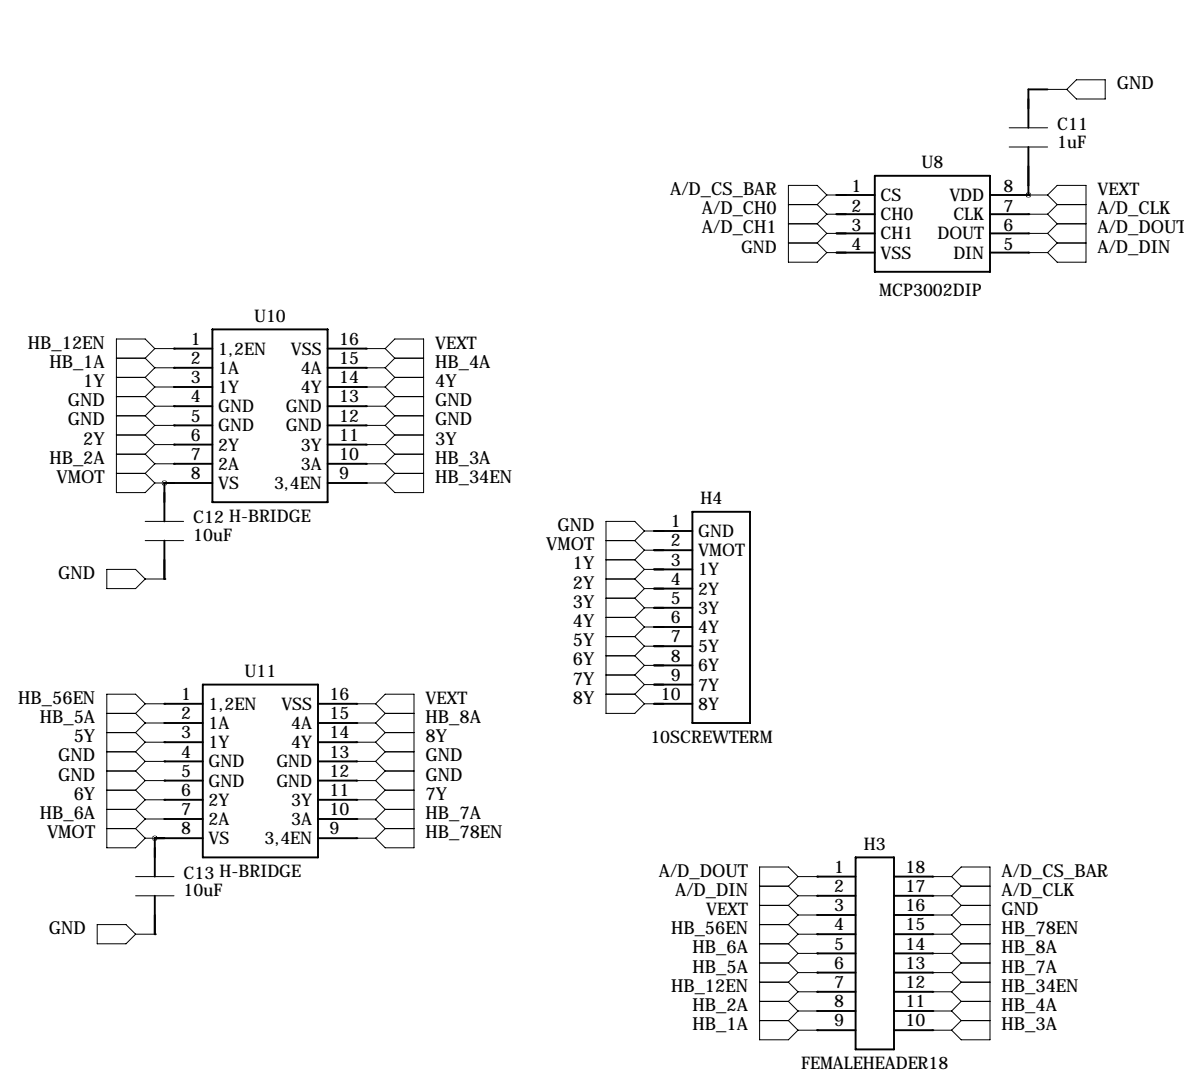 GND
C11
1uF
U8
A/D_CS_BAR 1 CS VDD 8 VEXT
A/D_CH0 2 CH0 CLK 7 A/D_CLK
A/D_CH1 3 CH1 DOUT 6 A/D_DOUT
GND 4 VSS DIN 5 A/D_DIN
MCP3002DIP
U10
HB_12EN 1 1,2EN VSS 16 VEXT
HB_1A 2 1A 4A 15 HB_4A
1Y 3 1Y 4Y 14 4Y
GND 4 GND GND 13 GND
GND 5 GND GND 12 GND
2Y 6 2Y 3Y 11 3Y
HB_2A 7 2A 3A 10 HB_3A
VMOT 8 VS 3,4EN 9 HB_34EN
C12 H-BRIDGE
10uF
GND
H4
GND 1 GND
VMOT 2 VMOT
1Y 3 1Y
2Y 4 2Y
3Y 5 3Y
4Y 6 4Y
5Y 7 5Y
6Y 8 6Y
7Y 9 7Y
8Y 10 8Y
10SCREWTERM
U11
HB_56EN 1 1,2EN VSS 16 VEXT
HB_5A 2 1A 4A 15 HB_8A
5Y 3 1Y 4Y 14 8Y
GND 4 GND GND 13 GND
GND 5 GND GND 12 GND
6Y 6 2Y 3Y 11 7Y
HB_6A 7 2A 3A 10 HB_7A
VMOT 8 VS 3,4EN 9 HB_78EN
C13 H-BRIDGE
10uF
GND
H3
A/D_DOUT 1 18 A/D_CS_BAR
A/D_DIN 2 17 A/D_CLK
VEXT 3 16 GND
HB_56EN 4 15 HB_78EN
HB_6A 5 14 HB_8A
HB_5A 6 13 HB_7A
HB_12EN 7 12 HB_34EN
HB_2A 8 11 HB_4A
HB_1A 9 10 HB_3A
FEMALEHEADER18